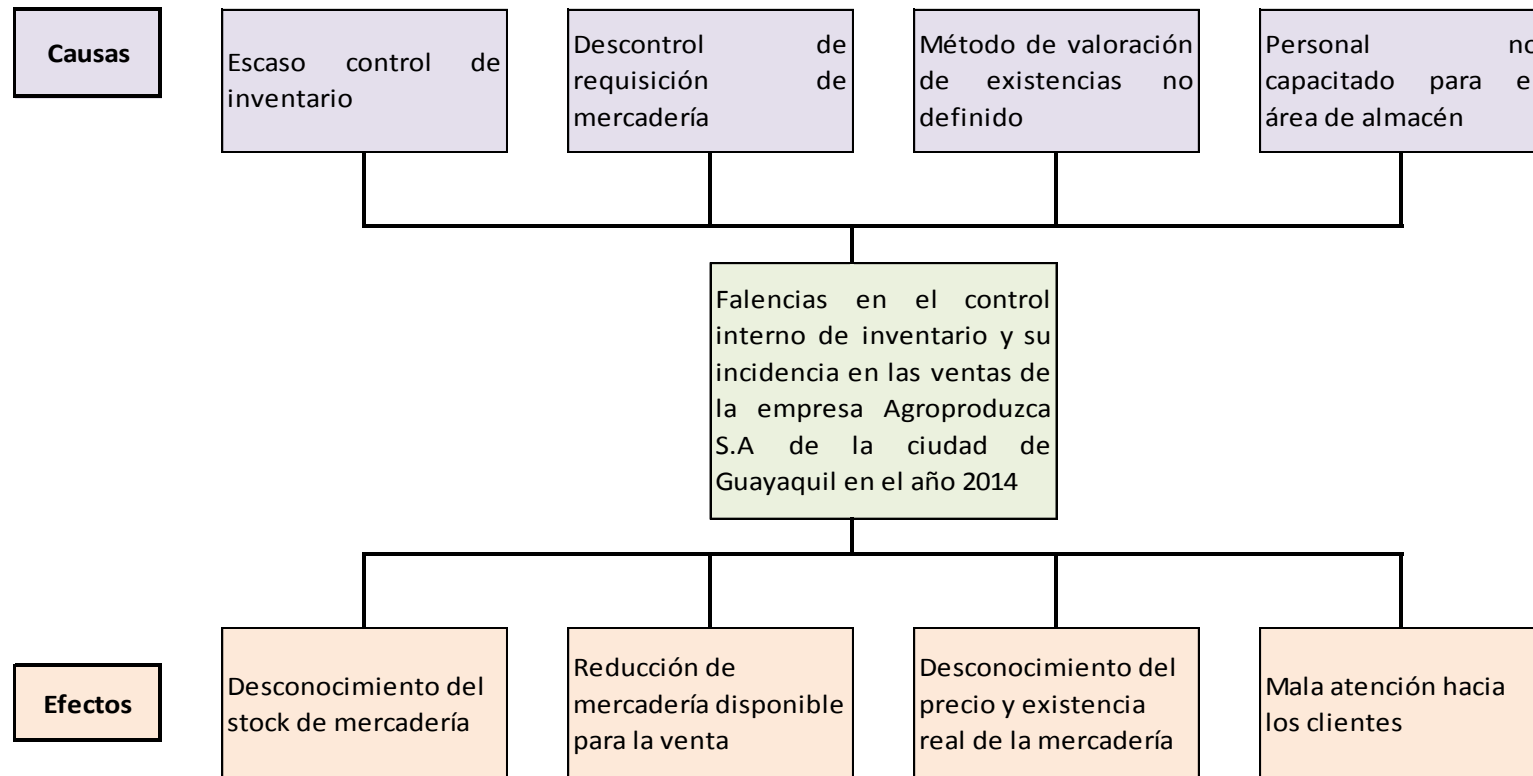 Causas
Escaso control de
inventario
Descontrol de
requisición de
mercadería
Método de valoración
de existencias no
definido
Personal no
capacitado para e
área de almacén
Falencias en el control
interno de inventario y su
incidencia en las ventas de
la empresa Agroproduzca
S.A de la ciudad de
Guayaquil en el año 2014
Efectos
Desconocimiento del
stock de mercadería
Reducción de
mercadería disponible
para la venta
Desconocimiento del
precio y existencia
real de la mercadería
Mala atención hacia
los clientes